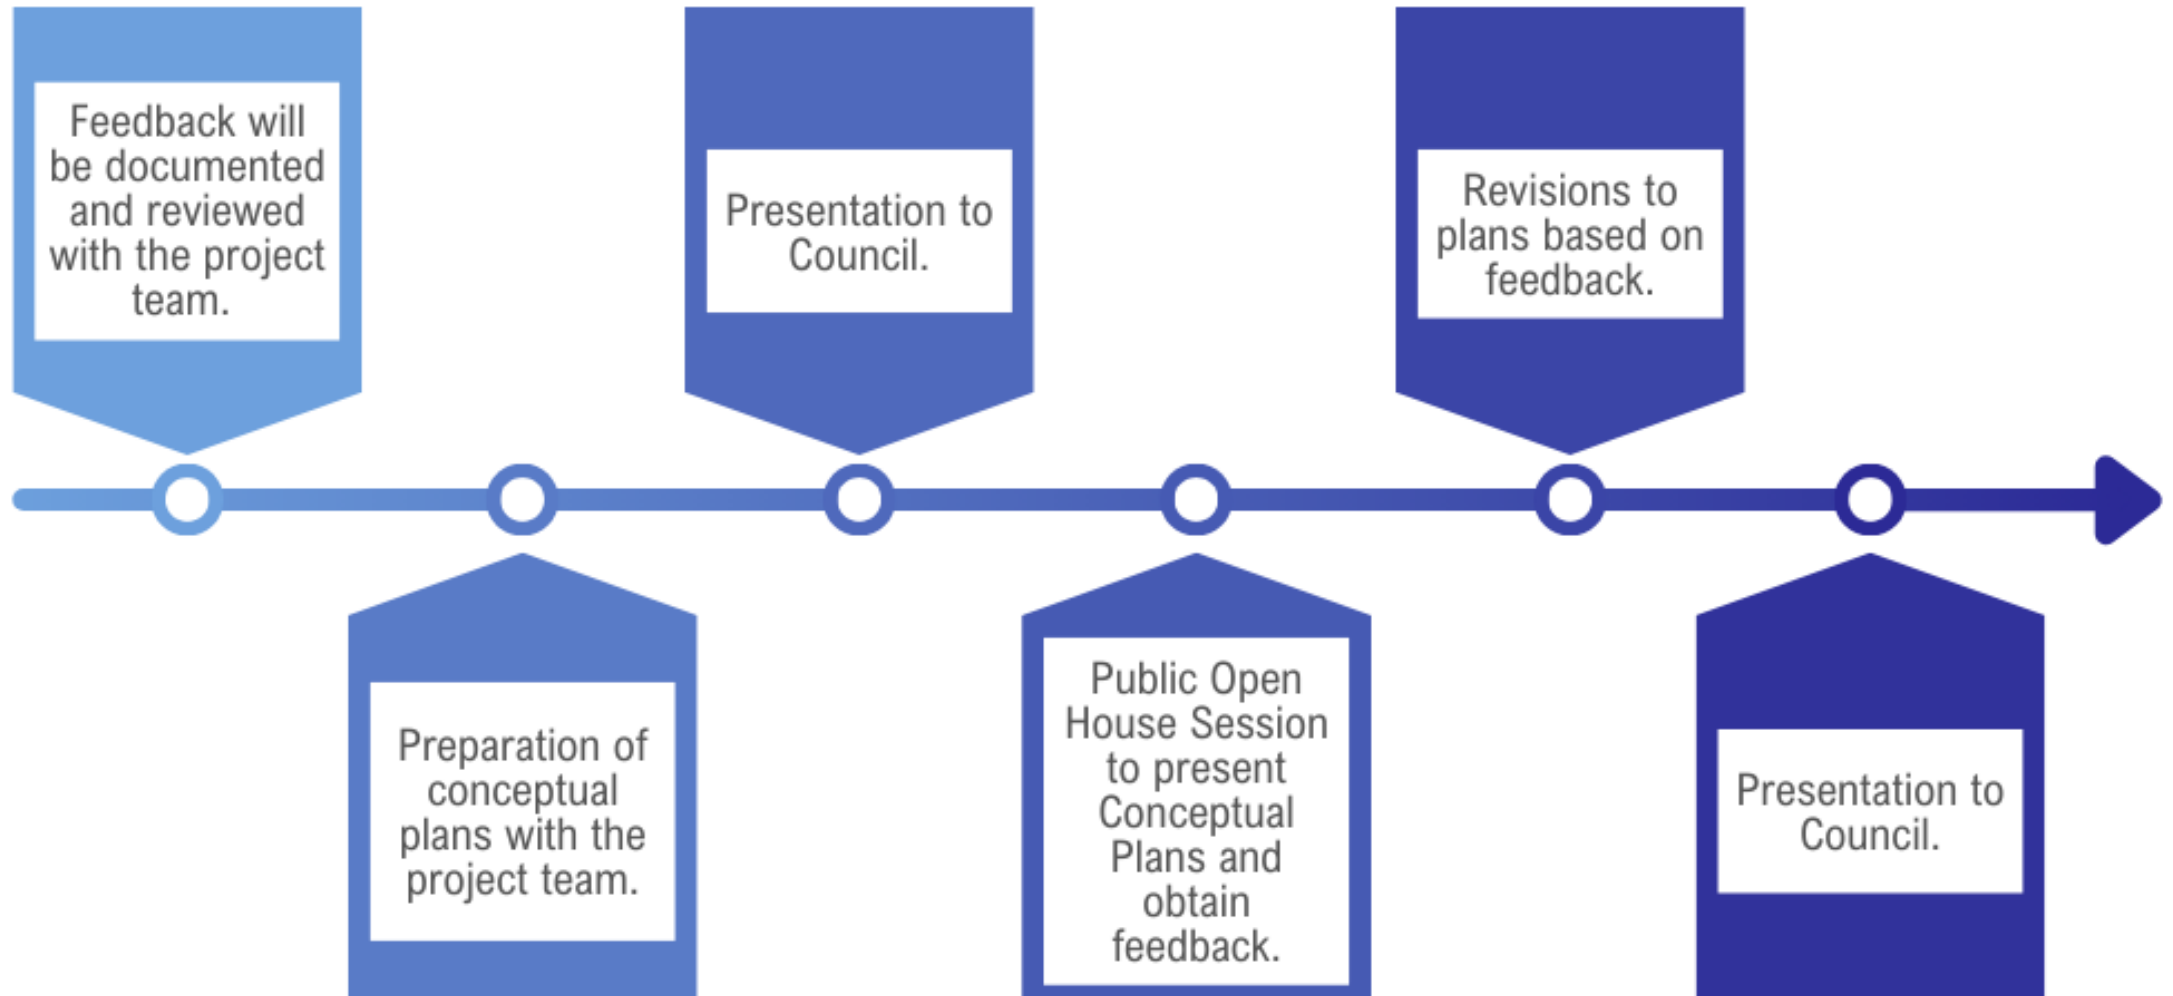 Feedback will
be documented
and reviewed
with the project
team.
Preparation of
conceptual
plans with the
project team.
Presentation to
Council.
Public Open
House Session
to present
Conceptual
Plans and
obtain
feedback.
Revisions to
plans based on
feedback.
Presentation to
Council.